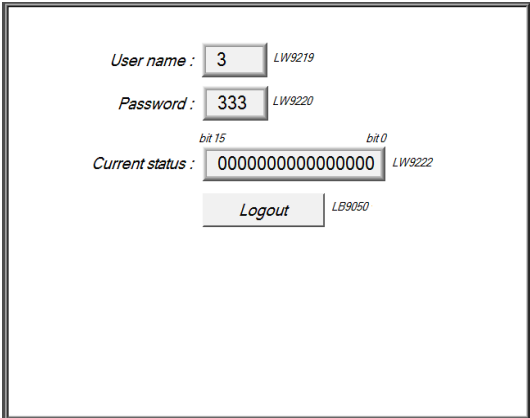 User name : 3 LW9219
Password : 333 LW9220
bit 15 bit 0
Current status : 0000000000000000 LW9222
Logout LB9050